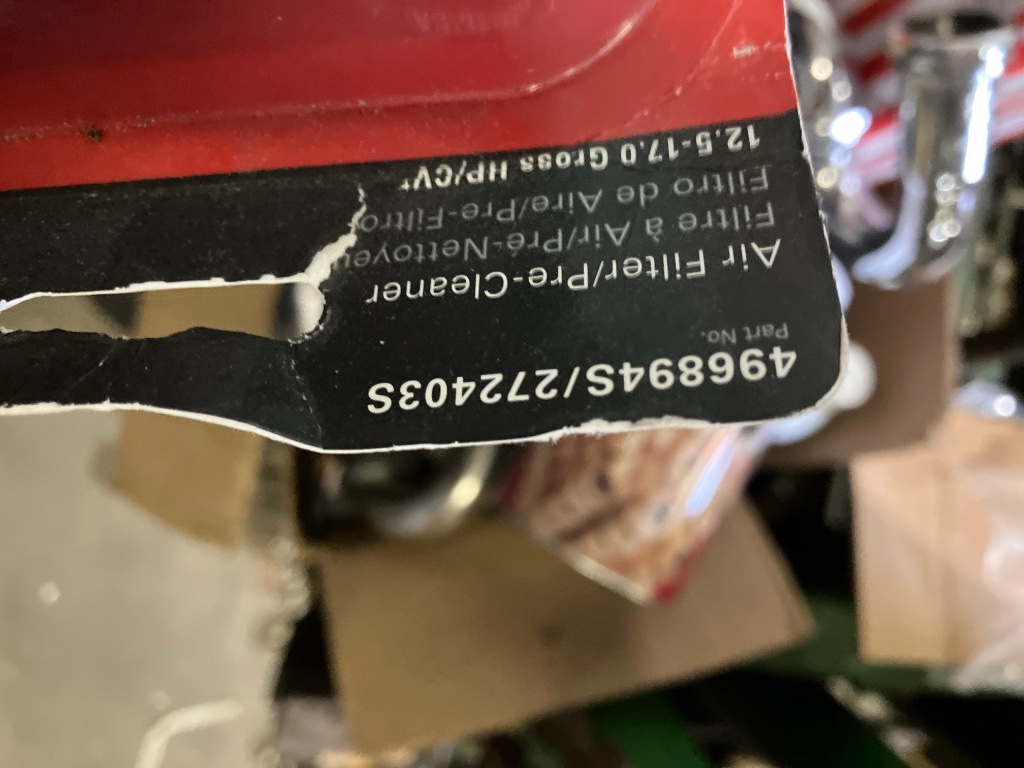 496894S/272403S
Part No.
Air Filter/Pre-Cleaner
Filtre à Air/Pré-Nettoyeur
Filtro de Aire/Pre-Filtro
12.5-17.0 Gross HP/CV†